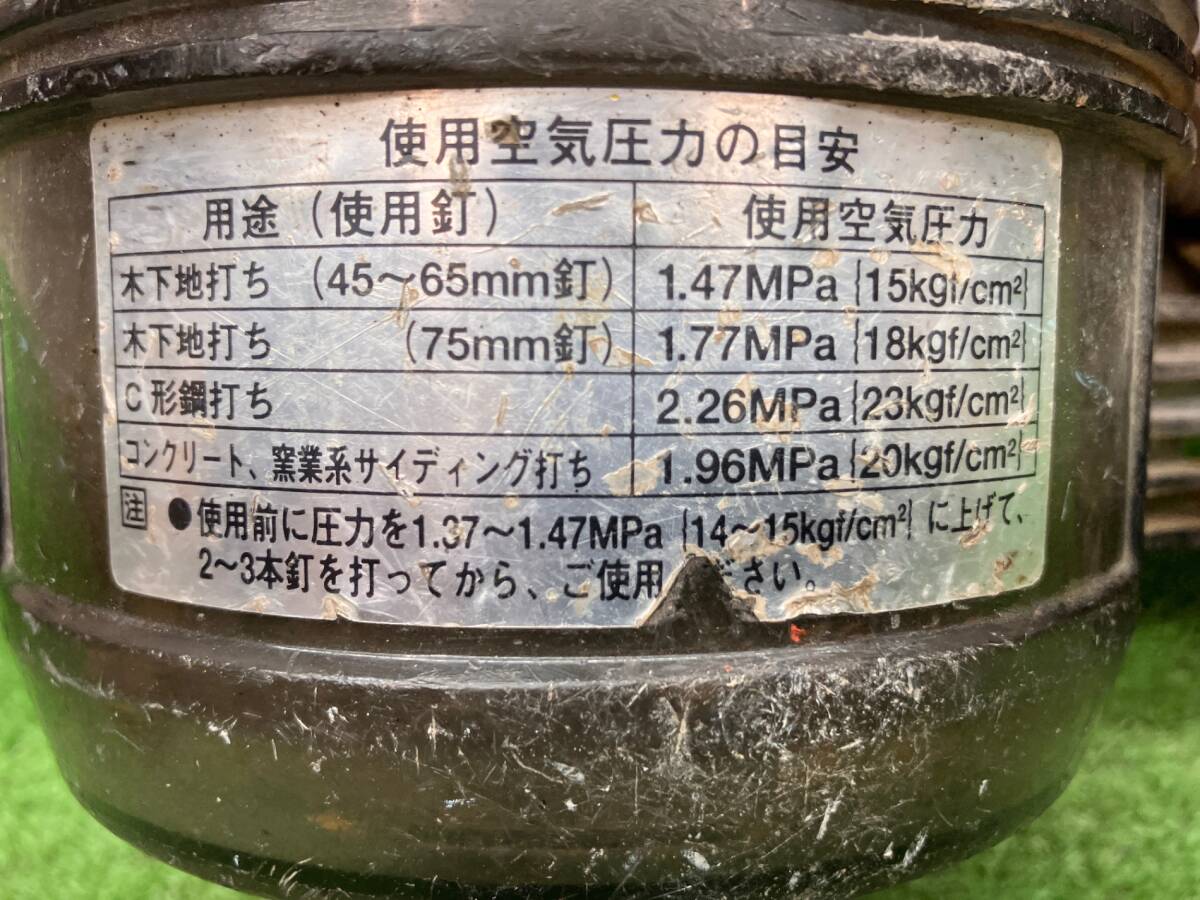 使用空気圧力の目安
用途（使用釘） 使用空気圧力
木下地打ち （45～65mm釘） 1.47MPa {15kgf/cm²}
木下地打ち （75mm釘） 1.77MPa {18kgf/cm²}
C形鋼打ち 2.26MPa {23kgf/cm²}
コンクリート、窯業系サイディング打ち 1.96MPa {20kgf/cm²}
注 ●使用前に圧力を1.37～1.47MPa {14～15kgf/cm²} に上げて、
2～3本釘を打ってから、ご使用ださい。